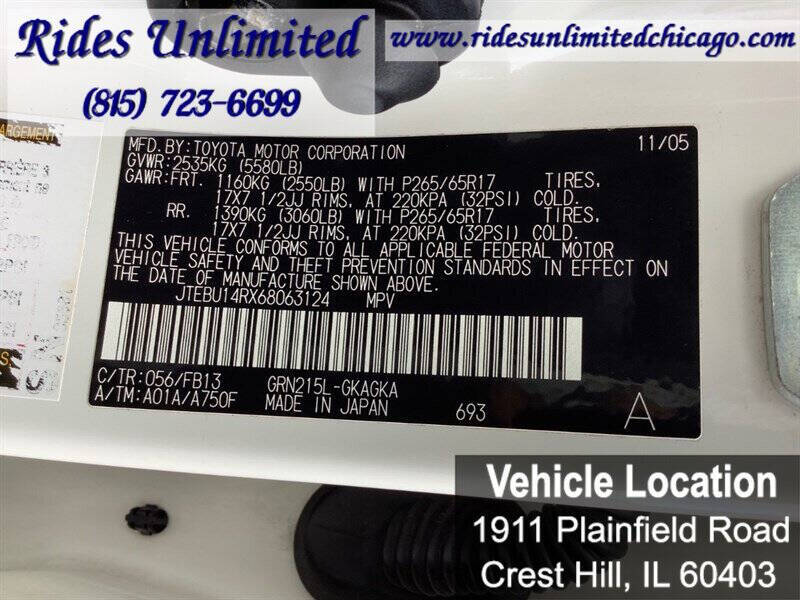 Rides Unlimited
(815) 723-6699
www.ridesunlimitedchicago.com
ARGEMENT
MFD.BY:TOYOTA MOTOR CORPORATION 11/05
GVWR:2535KG (5580LB)
GAWR:FRT. 1160KG (2550LB) WITH P265/65R17 TIRES,
17X7 1/2JJ RIMS, AT 220KPA (32PSI) COLD.
RR. 1390KG (3060LB) WITH P265/65R17 TIRES,
17X7 1/2JJ RIMS, AT 220KPA (32PSI) COLD.
THIS VEHICLE CONFORMS TO ALL APPLICABLE FEDERAL MOTOR
VEHICLE SAFETY AND THEFT PREVENTION STANDARDS IN EFFECT ON
THE DATE OF MANUFACTURE SHOWN ABOVE.
JTEBU14RX68063124 MPV
C/TR:056/FB13 GRN215L-GKAGKA
A/TM:A01A/A750F MADE IN JAPAN 693 A
Vehicle Location
1911 Plainfield Road
Crest Hill, IL 60403